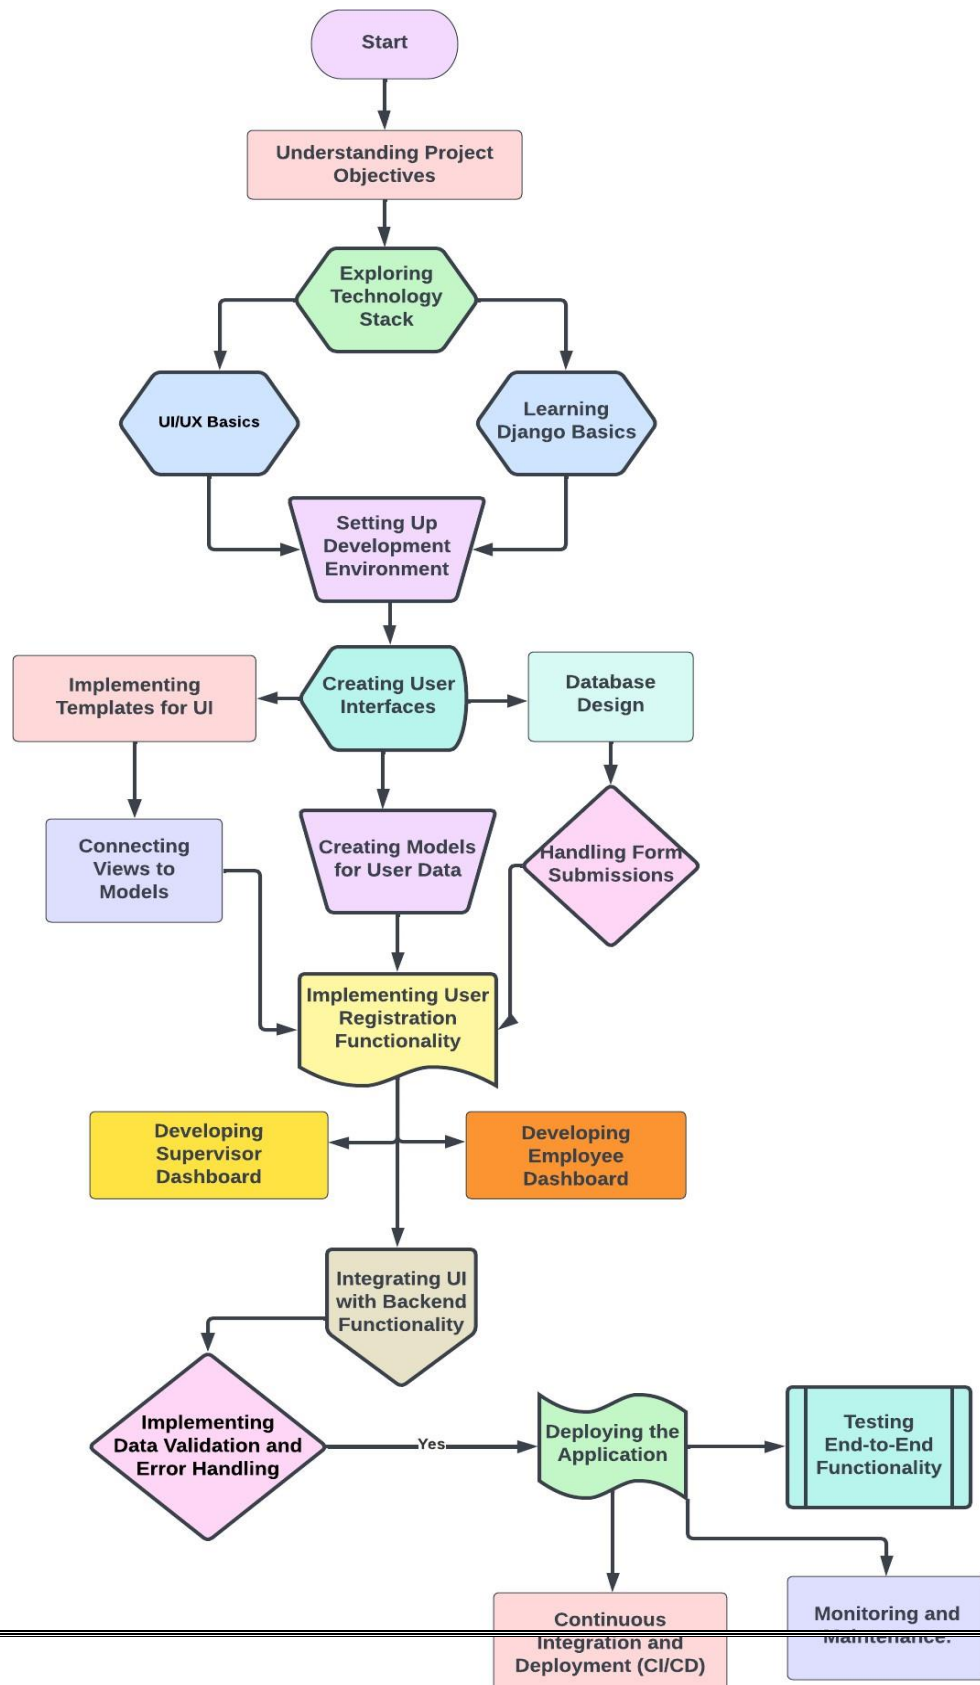 Start
Understanding Project
Objectives
Exploring
Technology
Stack
UI/UX Basics
Learning
Django Basics
Setting Up
Development
Environment
Implementing
Templates for UI
Creating User
Interfaces
Database
Design
Connecting
Views to
Models
Creating Models
for User Data
Handling Form
Submissions
Implementing User
Registration
Functionality
Developing
Supervisor
Dashboard
Developing
Employee
Dashboard
Integrating UI
with Backend
Functionality
Implementing
Data Validation and
Error Handling
Yes
Deploying the
Application
Testing
End-to-End
Functionality
Continuous
Integration and
Deployment (CI/CD)
Monitoring and
Maintenance.